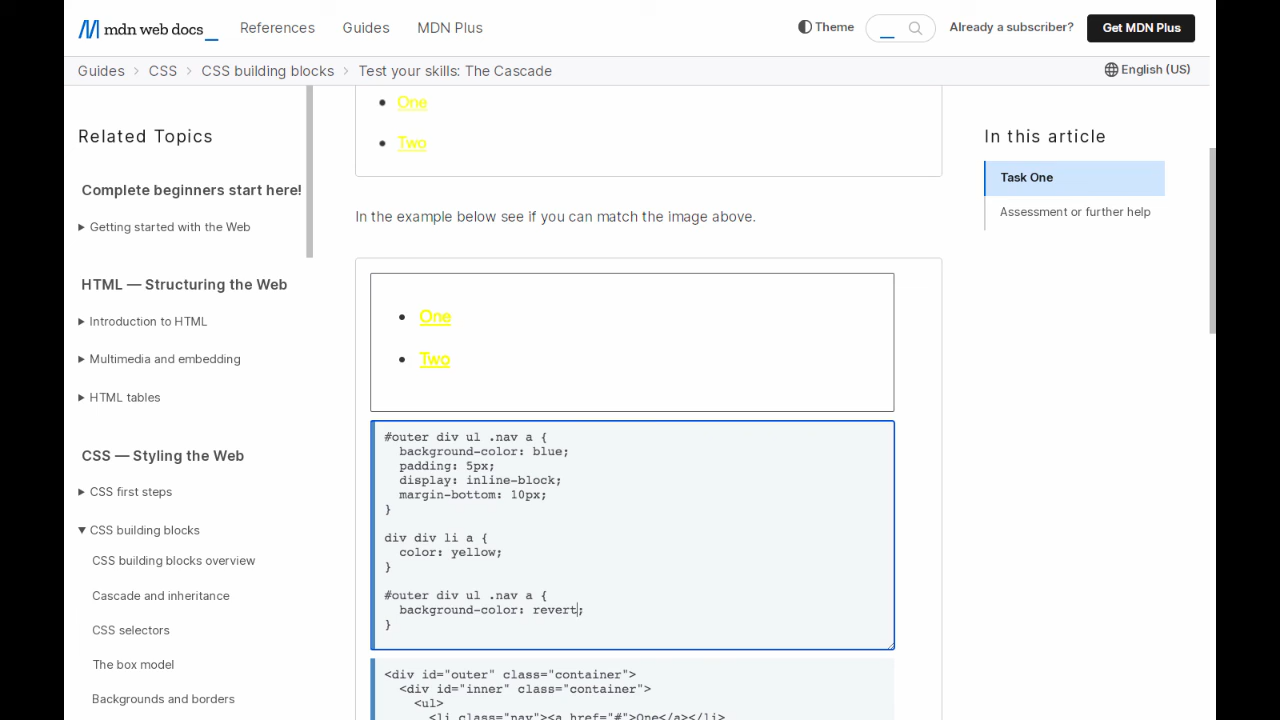 mdn web docs_
References
Guides
MDN Plus
Theme
Already a subscriber?
Get MDN Plus
Guides
CSS
CSS building blocks
Test your skills: The Cascade
English (US)
Related Topics
Complete beginners start here!
Getting started with the Web
HTML — Structuring the Web
Introduction to HTML
Multimedia and embedding
HTML tables
CSS — Styling the Web
CSS first steps
CSS building blocks
CSS building blocks overview
Cascade and inheritance
CSS selectors
The box model
Backgrounds and borders
One
Two
In the example below see if you can match the image above.
One
Two
#outer div ul .nav a {
  background-color: blue;
  padding: 5px;
  display: inline-block;
  margin-bottom: 10px;
}
div div li a {
  color: yellow;
}
#outer div ul .nav a {
  background-color: revert;
}
<div id="outer" class="container">
  <div id="inner" class="container">
    <ul>
      <li class="nav"><a href="#">One</a></li>
In this article
Task One
Assessment or further help